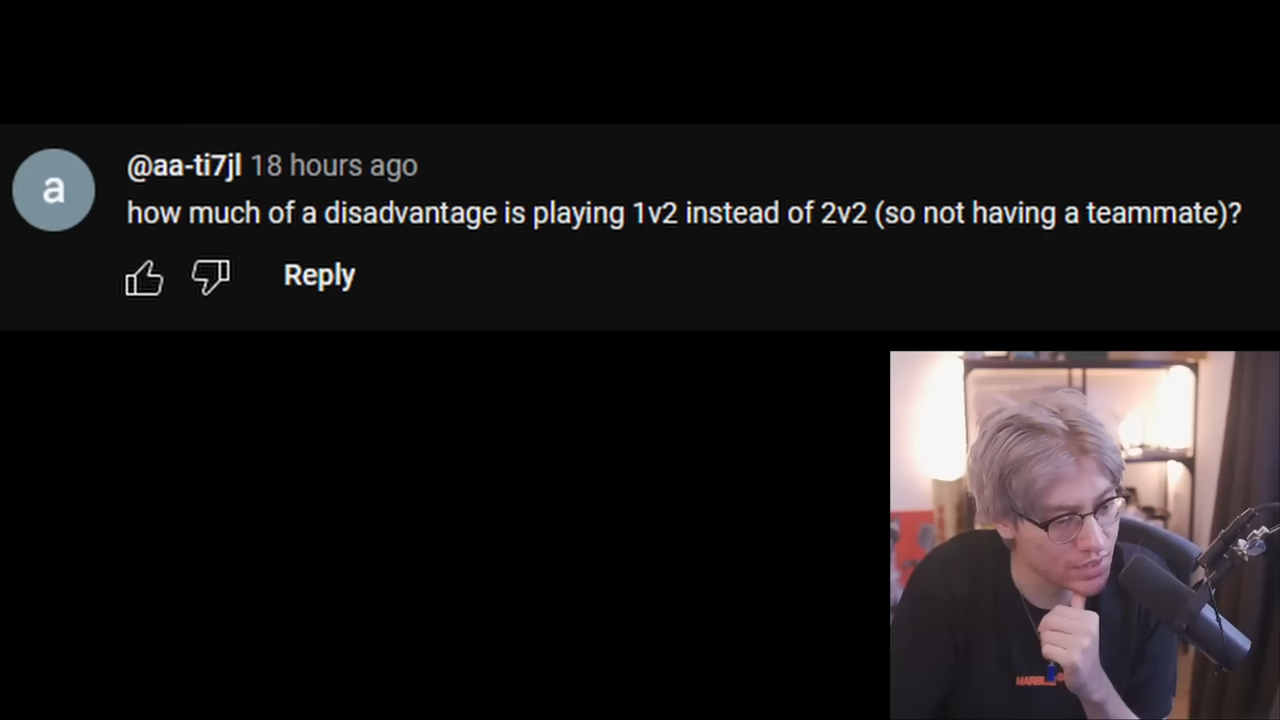 a
@aa-ti7jl 18 hours ago
how much of a disadvantage is playing 1v2 instead of 2v2 (so not having a teammate)?
Reply